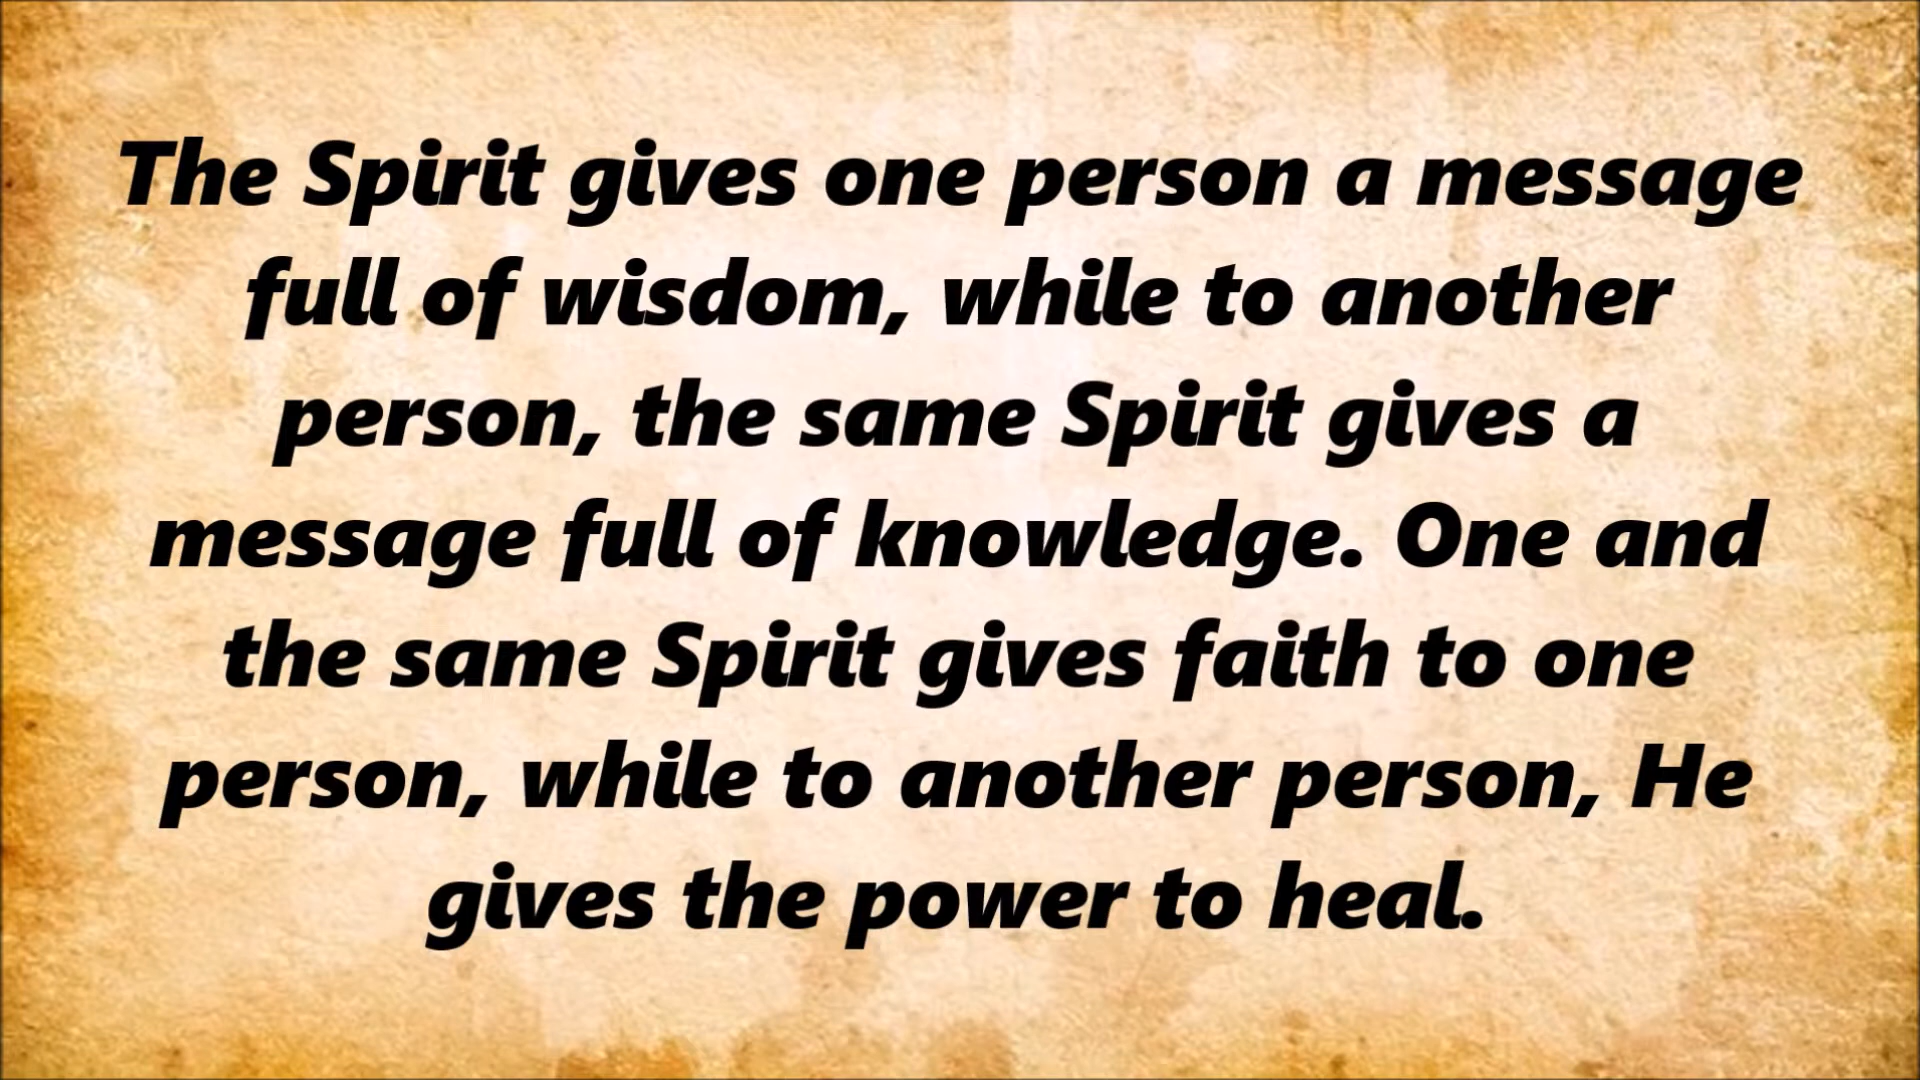 The Spirit gives one person a message
full of wisdom, while to another
person, the same Spirit gives a
message full of knowledge. One and
the same Spirit gives faith to one
person, while to another person, He
gives the power to heal.